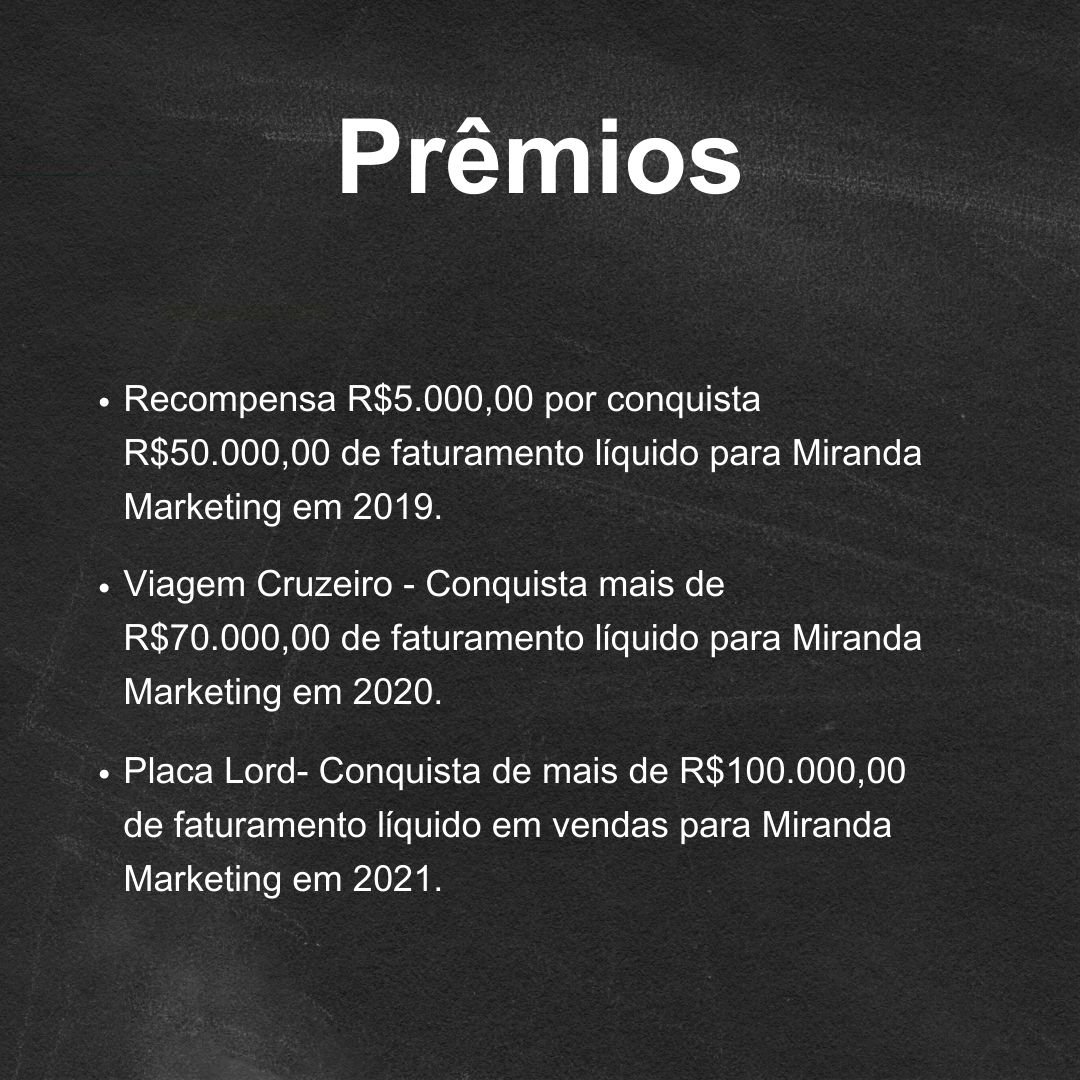 Prêmios
• Recompensa R$5.000,00 por conquista
R$50.000,00 de faturamento líquido para Miranda
Marketing em 2019.
• Viagem Cruzeiro - Conquista mais de
R$70.000,00 de faturamento líquido para Miranda
Marketing em 2020.
• Placa Lord- Conquista de mais de R$100.000,00
de faturamento líquido em vendas para Miranda
Marketing em 2021.